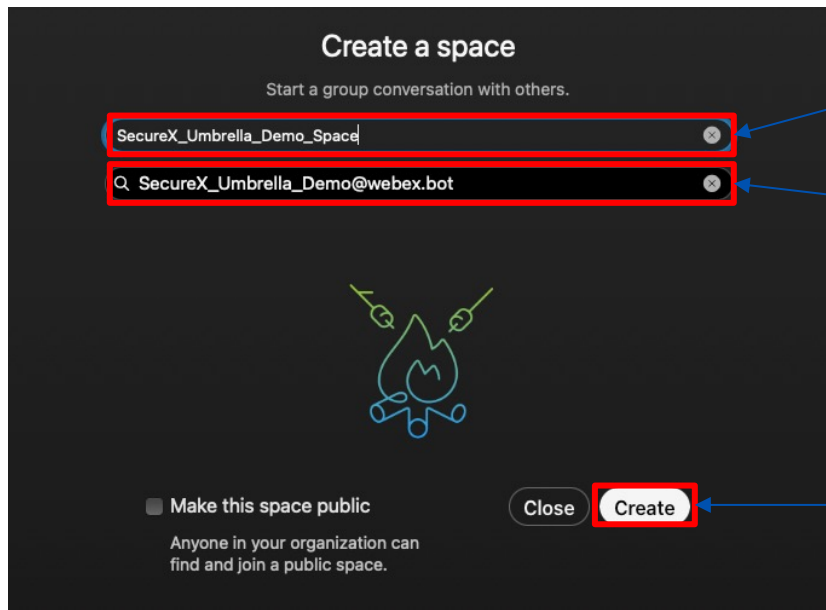 Create a space
Start a group conversation with others.
SecureX_Umbrella_Demo_Space
SecureX_Umbrella_Demo@webex.bot
Make this space public
Close
Create
Anyone in your organization can
find and join a public space.